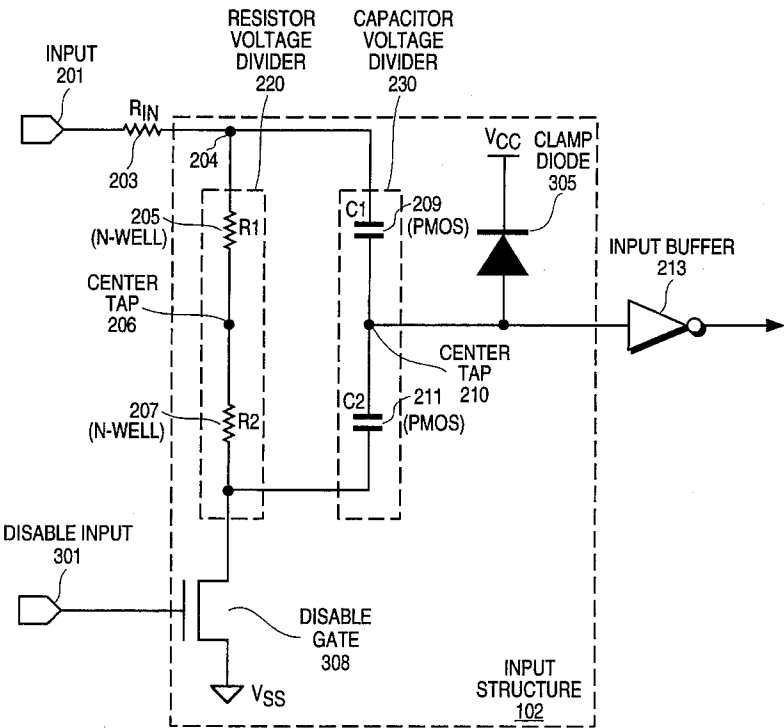 RESISTOR
VOLTAGE
DIVIDER
220
CAPACITOR
VOLTAGE
DIVIDER
230
INPUT
201
RIN
203
204
VCC
CLAMP
DIODE
305
205
(N-WELL)
R1
C1
209
(PMOS)
INPUT BUFFER
213
CENTER
TAP
206
CENTER
TAP
210
207
(N-WELL)
R2
C2
211
(PMOS)
DISABLE INPUT
301
DISABLE
GATE
308
VSS
INPUT
STRUCTURE
102